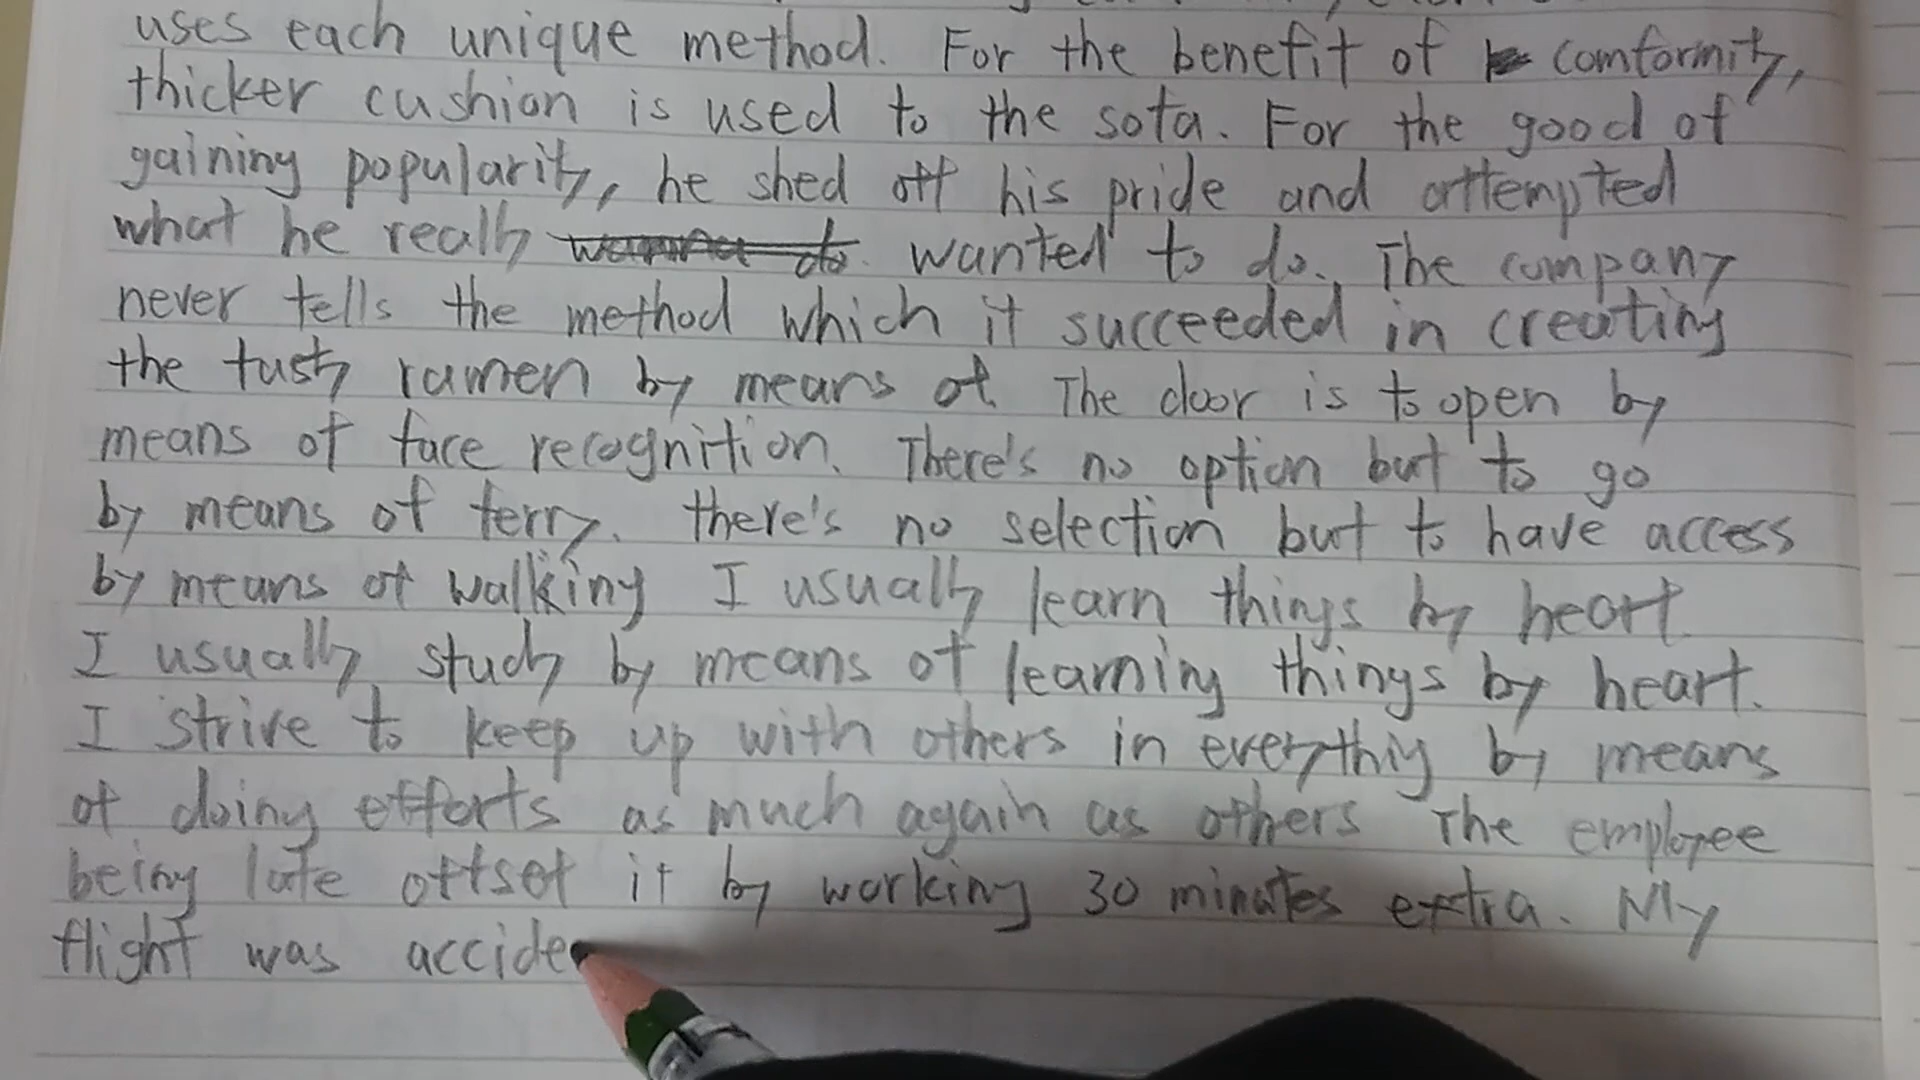 uses each unique method. For the benefit of comformity,
thicker cushion is used to the sofa. For the good of
gaining popularity, he shed off his pride and attempted
what he really wanna do wanted to do. The company
never tells the method which it succeeded in creating
the tasty ramen by means of. The door is to open by
means of face recognition. There's no option but to go
by means of ferry. there's no selection but to have access
by means of walking I usually learn things by heart.
I usually study by means of learning things by heart.
I strive to keep up with others in everythig by means
of doing efforts as much again as others The employee
being late offset it by working 30 minutes extra. My
flight was accide